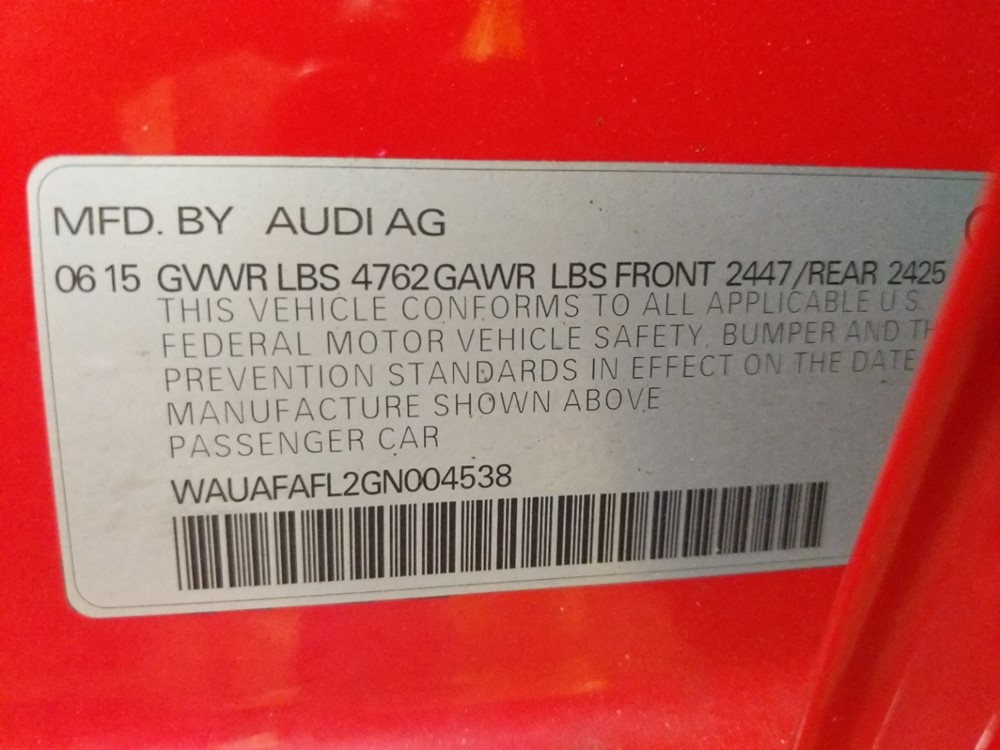 MFD. BY AUDI AG
06 15 GVWR LBS 4762 GAWR LBS FRONT 2447/REAR 2425
THIS VEHICLE CONFORMS TO ALL APPLICABLE U.S.
FEDERAL MOTOR VEHICLE SAFETY, BUMPER AND
PREVENTION STANDARDS IN EFFECT ON THE DATE
MANUFACTURE SHOWN ABOVE
PASSENGER CAR
WAUAFAFL2GN004538